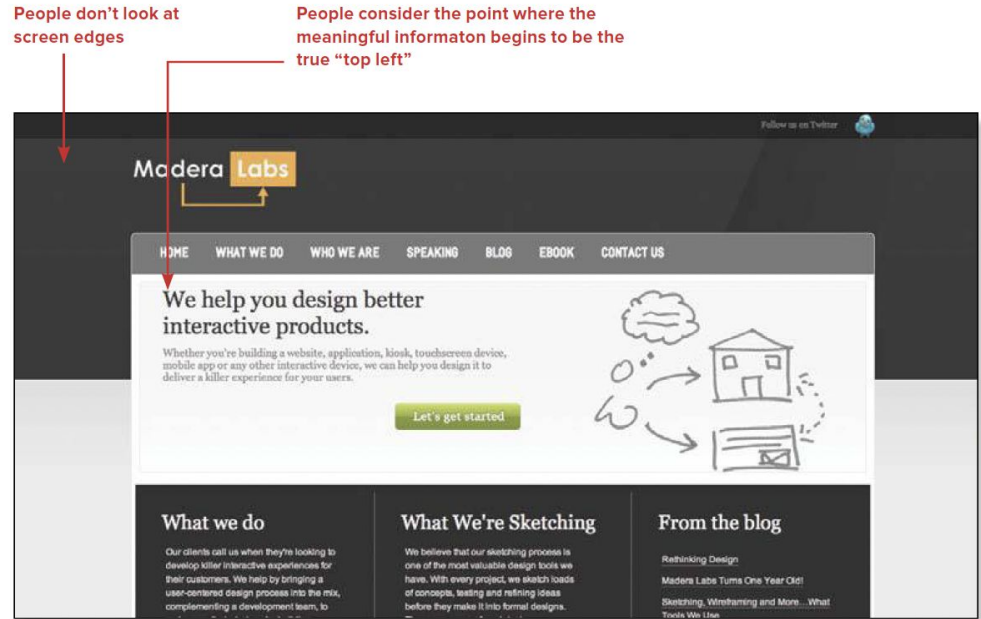 People don't look at
screen edges
People consider the point where the
meaningful informaton begins to be the
true “top left”
Follow us on Twitter
Madera Labs
HOME WHAT WE DO WHO WE ARE SPEAKING BLOG EBOOK CONTACT US
We help you design better
interactive products.
Whether you're building a website, application, kiosk, touchscreen device,
mobile app or any other interactive device, we can help you design it to
deliver a killer experience for your users.
Let's get started
What we do
Our clients call us when they're looking to
develop killer interactive experiences for
their customers. We help by bringing a
user-centered design process into the mix,
complementing a development team, to
What We're Sketching
We believe that our sketching process is
one of the most valuable design tools we
have. With every project, we sketch loads
of concepts, testing and refining ideas
before they make it into formal designs.
From the blog
Rethinking Design
Madera Labs Turns One Year Old!
Sketching, Wireframing and More...What
Tools We Use